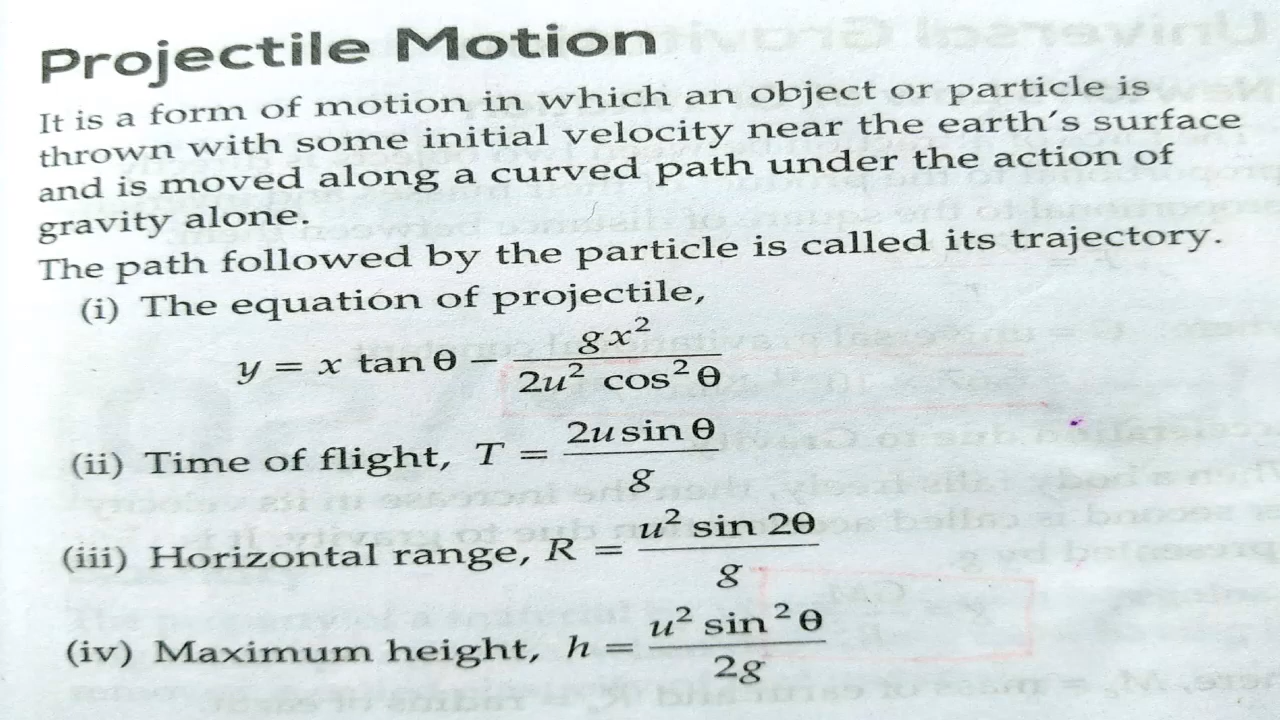 Projectile Motion
It is a form of motion in which an object or particle is
thrown with some initial velocity near the earth's surface
and is moved along a curved path under the action of
gravity alone.
The path followed by the particle is called its trajectory.
(i) The equation of projectile,
y = x tan θ − gx² / 2u² cos² θ
(ii) Time of flight, T = 2u sin θ / g
(iii) Horizontal range, R = u² sin 2θ / g
(iv) Maximum height, h = u² sin² θ / 2g